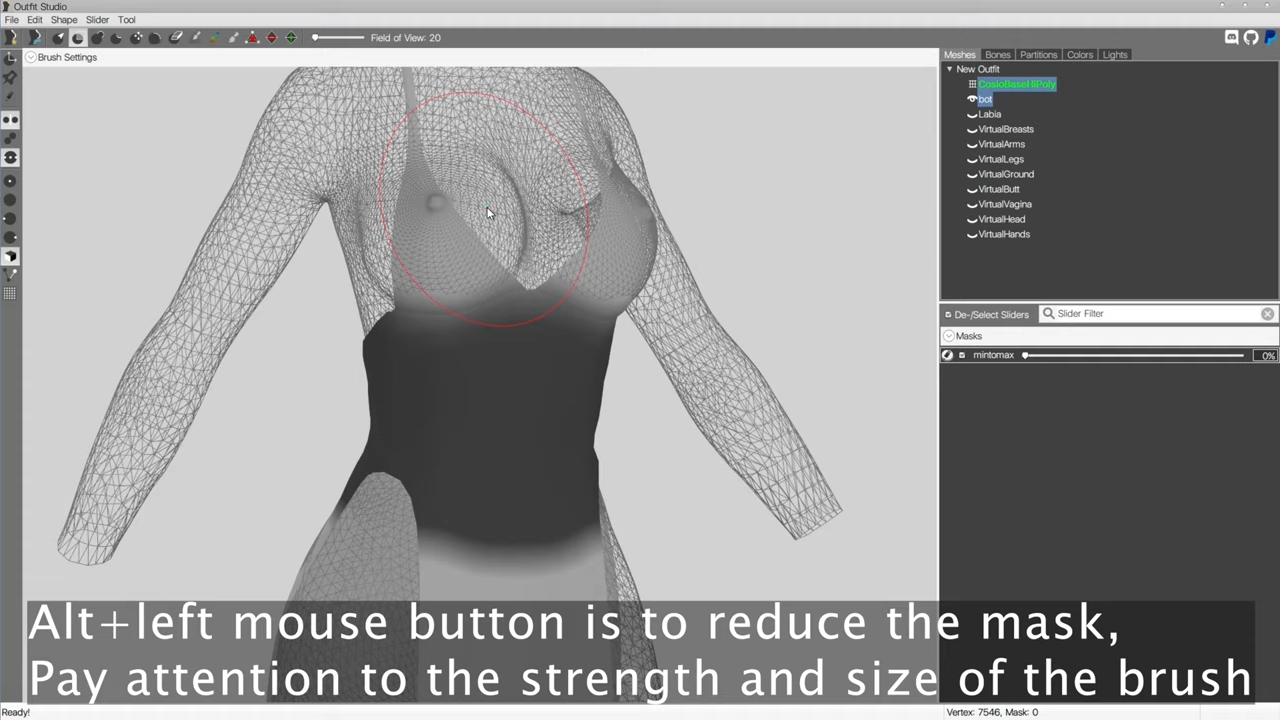 Outfit Studio
File Edit Shape Slider Tool
Field of View: 20
Brush Settings
Meshes Bones Partitions Colors Lights
New Outfit
CosioBaseHiPoly
bot
Labia
VirtualBreasts
VirtualArms
VirtualLegs
VirtualGround
VirtualButt
VirtualVagina
VirtualHead
VirtualHands
De-/Select Sliders Slider Filter
Masks
mintomax 0%
Alt+left mouse button is to reduce the mask,
Pay attention to the strength and size of the brush
Ready! Vertex: 7546, Mask: 0